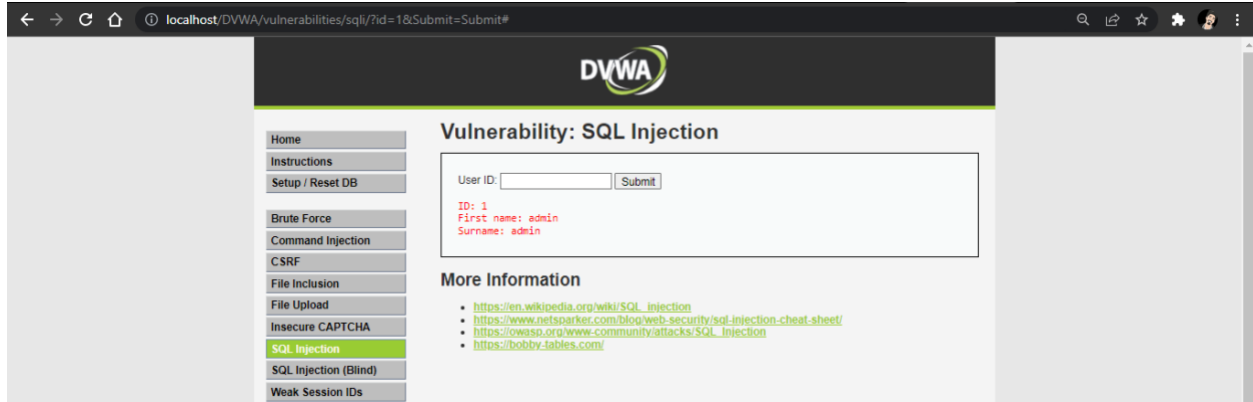 localhost/DVWA/vulnerabilities/sqli/?id=1&Submit=Submit#
DVWA
Home
Instructions
Setup / Reset DB
Brute Force
Command Injection
CSRF
File Inclusion
File Upload
Insecure CAPTCHA
SQL Injection
SQL Injection (Blind)
Weak Session IDs
Vulnerability: SQL Injection
User ID: Submit
ID: 1
First name: admin
Surname: admin
More Information
https://en.wikipedia.org/wiki/SQL_injection
https://www.netsparker.com/blog/web-security/sql-injection-cheat-sheet/
https://owasp.org/www-community/attacks/SQL_Injection
https://bobby-tables.com/